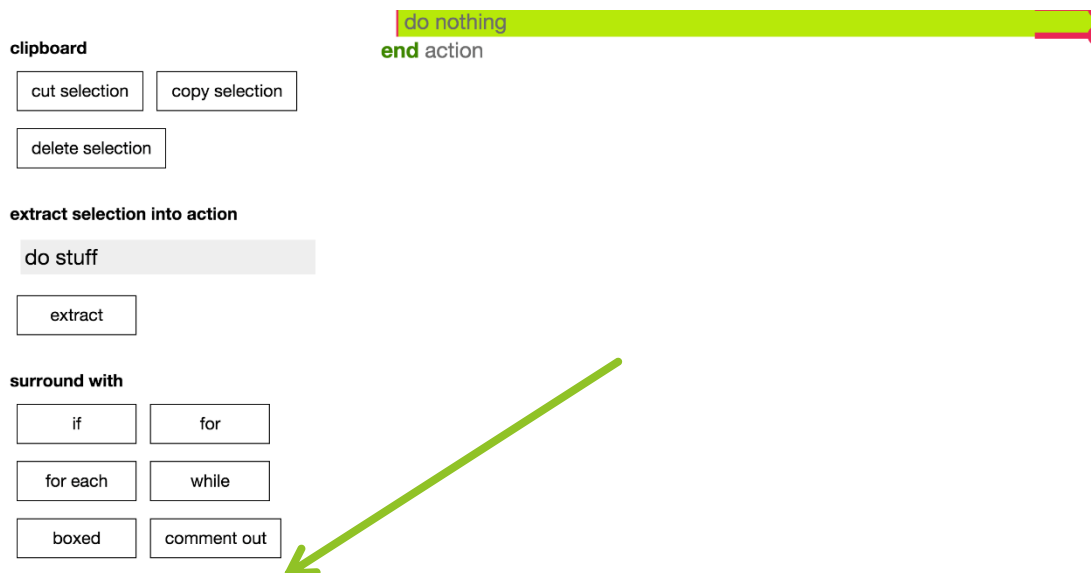 do nothing
end action
clipboard
cut selection
copy selection
delete selection
extract selection into action
do stuff
extract
surround with
if
for
for each
while
boxed
comment out